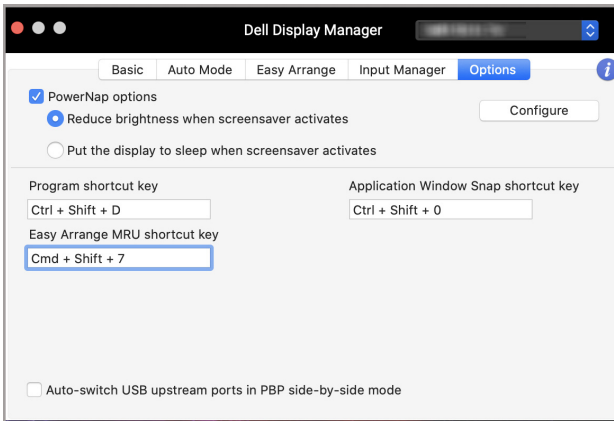 Dell Display Manager
Basic Auto Mode Easy Arrange Input Manager Options i
PowerNap options
Reduce brightness when screensaver activates
Configure
Put the display to sleep when screensaver activates
Program shortcut key
Application Window Snap shortcut key
Ctrl + Shift + D
Ctrl + Shift + 0
Easy Arrange MRU shortcut key
Cmd + Shift + 7
Auto-switch USB upstream ports in PBP side-by-side mode